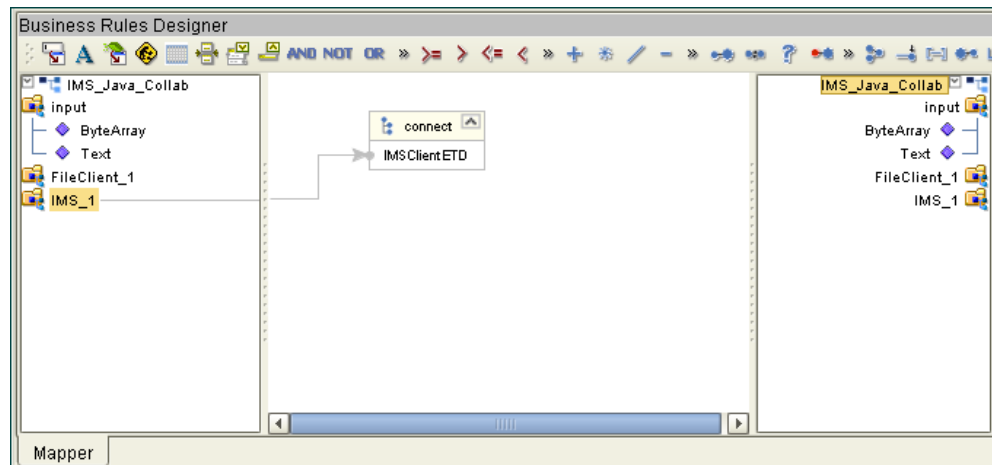 Business Rules Designer
A AND NOT OR » >= > <= < » + * / - » ? »
IMS_Java_Collab
input
ByteArray
Text
FileClient_1
IMS_1
connect
IMSClientETD
IMS_Java_Collab
input
ByteArray
Text
FileClient_1
IMS_1
Mapper